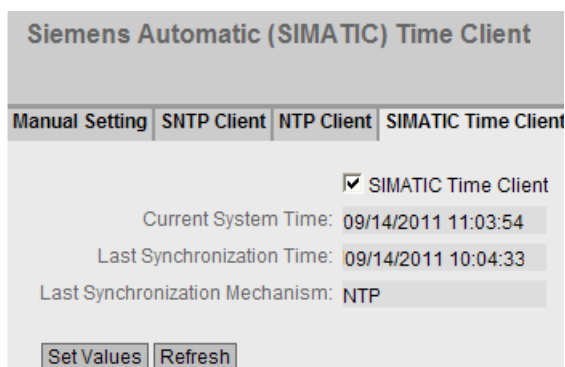 Siemens Automatic (SIMATIC) Time Client
Manual Setting SNTP Client NTP Client SIMATIC Time Client
SIMATIC Time Client
Current System Time: 09/14/2011 11:03:54
Last Synchronization Time: 09/14/2011 10:04:33
Last Synchronization Mechanism: NTP
Set Values Refresh